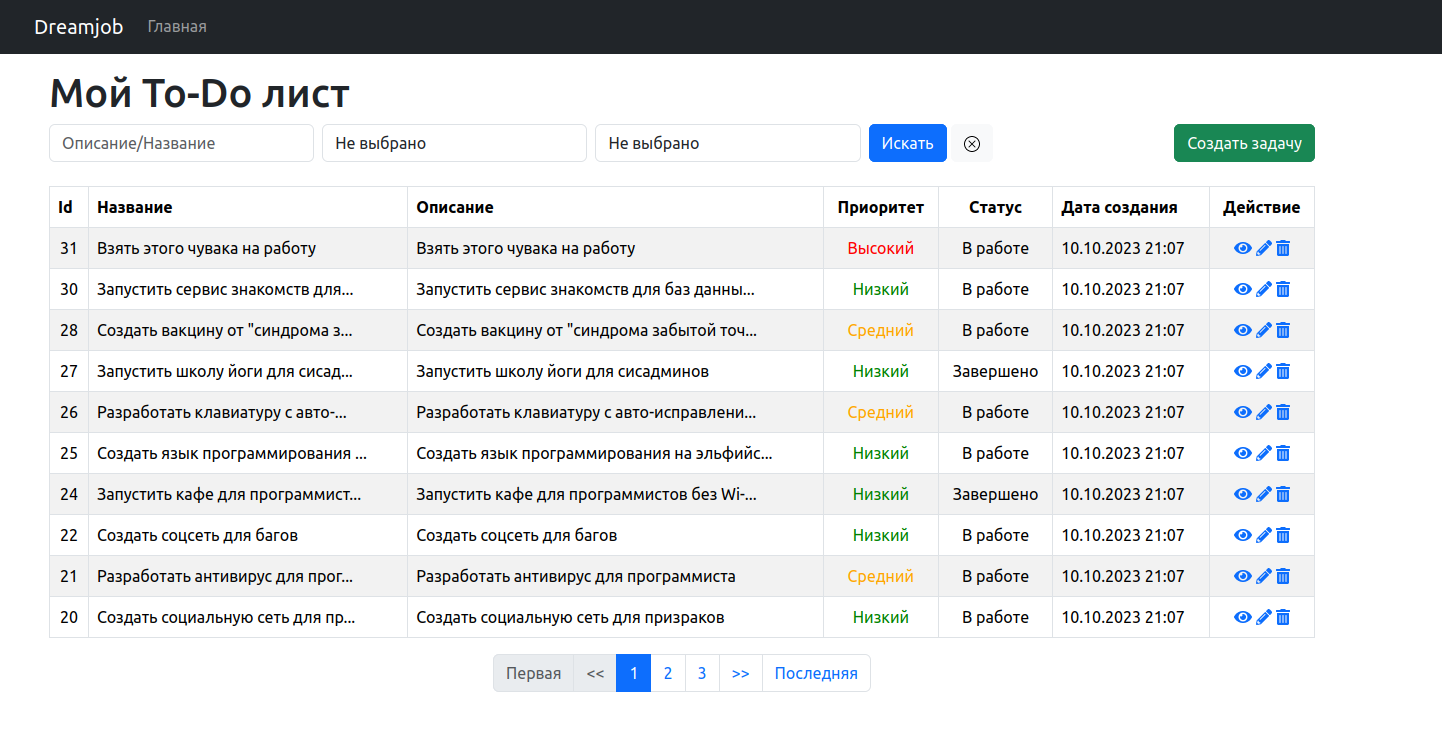 Dreamjob Главная
Мой To-Do лист
Описание/Название Не выбрано Не выбрано Искать Создать задачу
Id Название Описание Приоритет Статус Дата создания Действие
31 Взять этого чувака на работу Взять этого чувака на работу Высокий В работе 10.10.2023 21:07
30 Запустить сервис знакомств для... Запустить сервис знакомств для баз данны... Низкий В работе 10.10.2023 21:07
28 Создать вакцину от "синдрома з... Создать вакцину от "синдрома забытой точ... Средний В работе 10.10.2023 21:07
27 Запустить школу йоги для сисад... Запустить школу йоги для сисадминов Низкий Завершено 10.10.2023 21:07
26 Разработать клавиатуру с авто-... Разработать клавиатуру с авто-исправлени... Средний В работе 10.10.2023 21:07
25 Создать язык программирования ... Создать язык программирования на эльфийс... Низкий В работе 10.10.2023 21:07
24 Запустить кафе для программист... Запустить кафе для программистов без Wi-... Низкий Завершено 10.10.2023 21:07
22 Создать соцсеть для багов Создать соцсеть для багов Низкий В работе 10.10.2023 21:07
21 Разработать антивирус для прог... Разработать антивирус для программиста Средний В работе 10.10.2023 21:07
20 Создать социальную сеть для пр... Создать социальную сеть для призраков Низкий В работе 10.10.2023 21:07
Первая << 1 2 3 >> Последняя